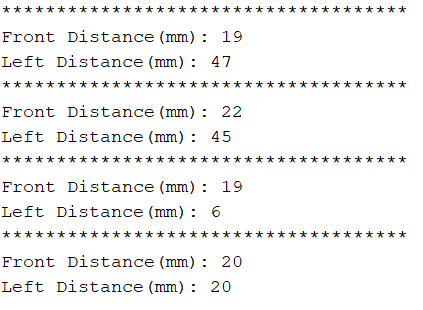 *************************************
Front Distance(mm): 19
Left Distance(mm): 47
*************************************
Front Distance(mm): 22
Left Distance(mm): 45
*************************************
Front Distance(mm): 19
Left Distance(mm): 6
*************************************
Front Distance(mm): 20
Left Distance(mm): 20